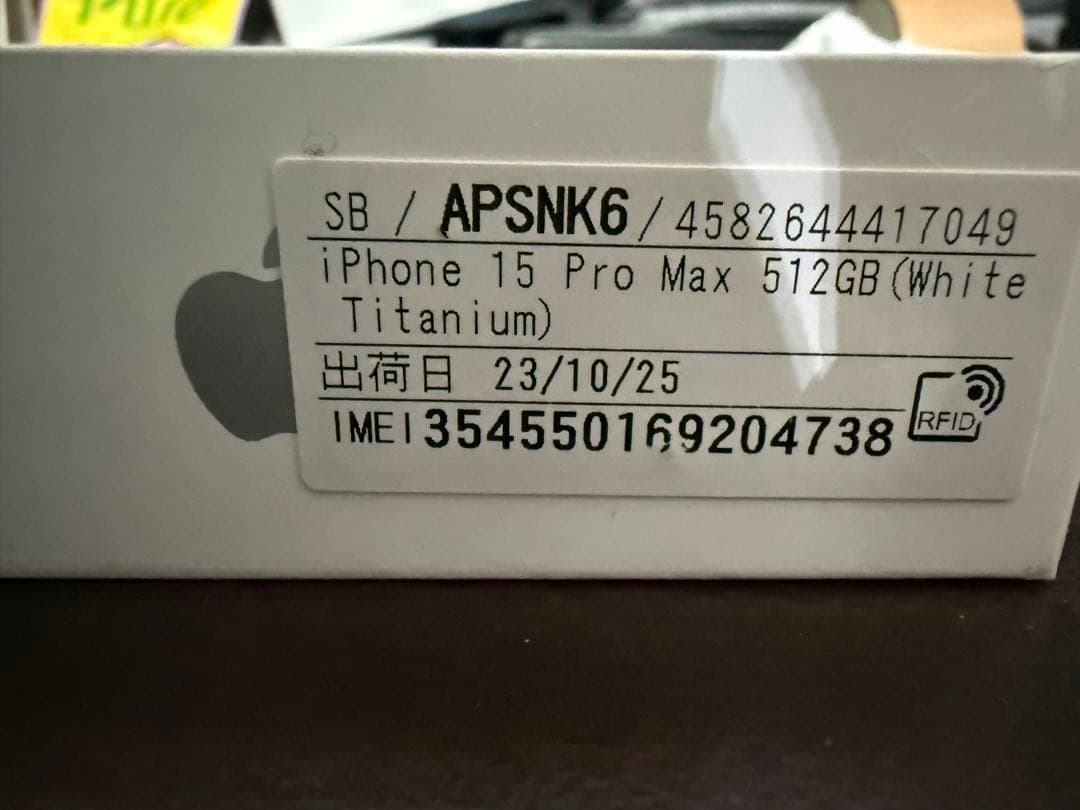 SB / APSNK6/4582644417049
iPhone 15 Pro Max 512GB(White
Titanium)
出荷日 23/10/25
IMEI354550169204738
RFID